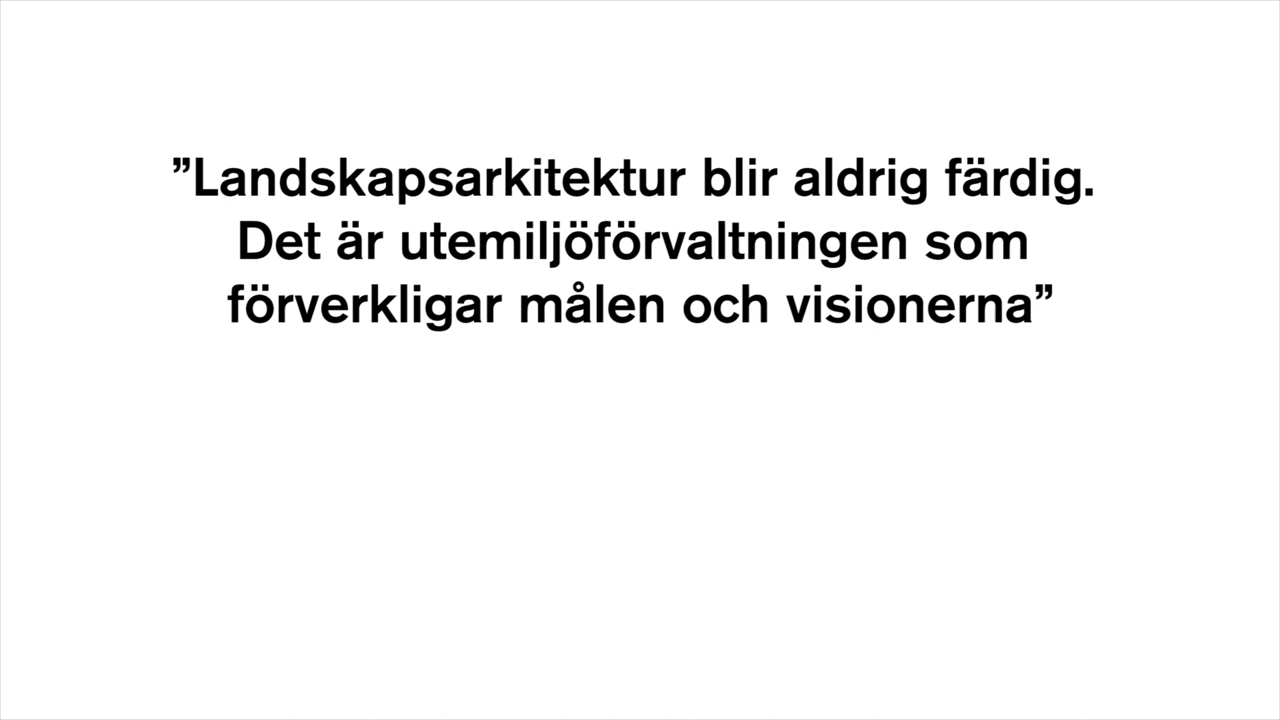 ”Landskapsarkitektur blir aldrig färdig.
Det är utemiljöförvaltningen som
förverkligar målen och visionerna”